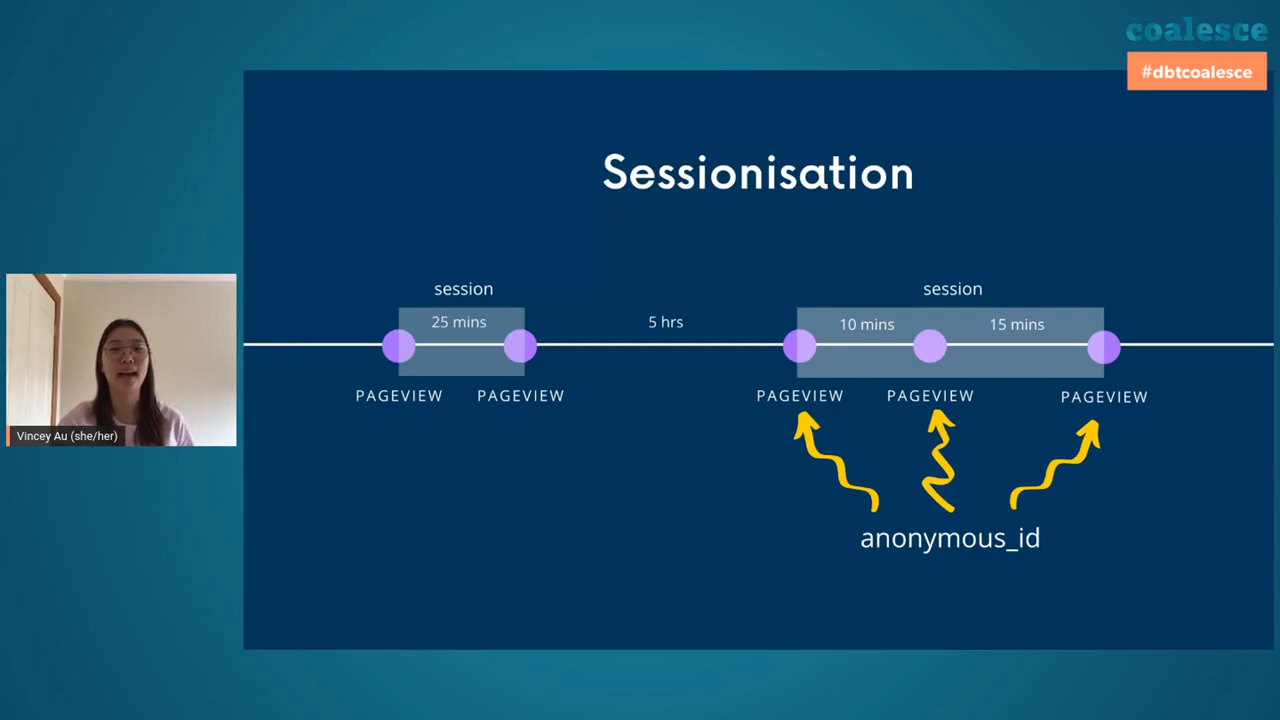 coalesce
#dbtcoalesce
Sessionisation
session
session
25 mins
5 hrs
10 mins
15 mins
PAGEVIEW
PAGEVIEW
PAGEVIEW
PAGEVIEW
PAGEVIEW
anonymous_id
Vincey Au (she/her)